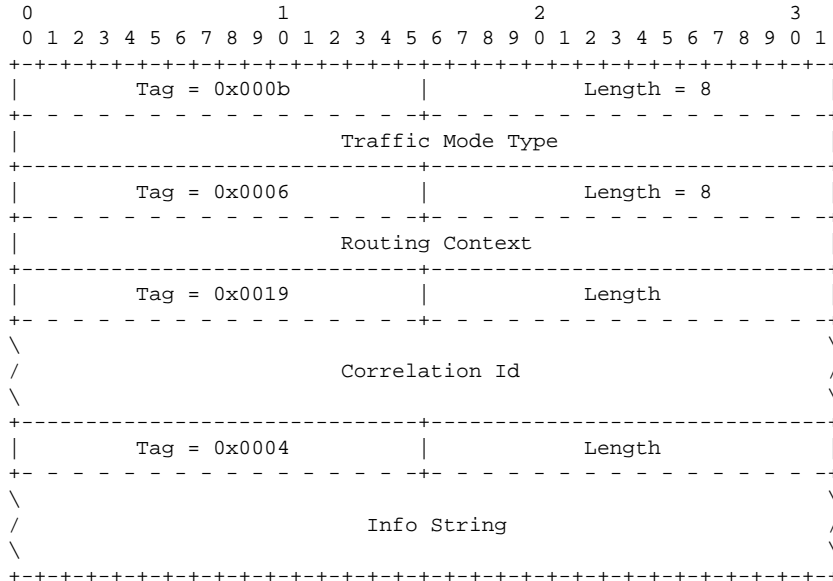 0                   1                   2                   3
0 1 2 3 4 5 6 7 8 9 0 1 2 3 4 5 6 7 8 9 0 1 2 3 4 5 6 7 8 9 0 1
+-+-+-+-+-+-+-+-+-+-+-+-+-+-+-+-+-+-+-+-+-+-+-+-+-+-+-+-+-+-+-+-+
|         Tag = 0x000b          |            Length = 8         |
+- - - - - - - - - - - - - - - -+- - - - - - - - - - - - - - - -+
|                         Traffic Mode Type                     |
+-------------------------------+-------------------------------+
|         Tag = 0x0006          |            Length = 8         |
+- - - - - - - - - - - - - - - -+- - - - - - - - - - - - - - - -+
|                         Routing Context                       |
+-------------------------------+-------------------------------+
|         Tag = 0x0019          |            Length             |
+- - - - - - - - - - - - - - - -+- - - - - - - - - - - - - - - -+
\                                                               \
/                         Correlation Id                        /
\                                                               \
+-------------------------------+-------------------------------+
|         Tag = 0x0004          |            Length             |
+- - - - - - - - - - - - - - - -+- - - - - - - - - - - - - - - -+
\                                                               \
/                           Info String                         /
\                                                               \
+-+-+-+-+-+-+-+-+-+-+-+-+-+-+-+-+-+-+-+-+-+-+-+-+-+-+-+-+-+-+-+-+